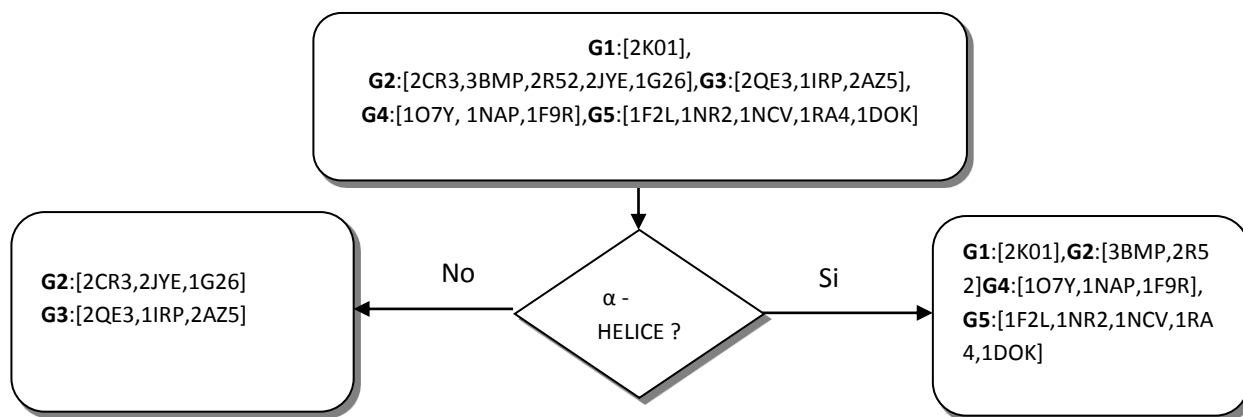 G1:[2K01],
G2:[2CR3,3BMP,2R52,2JYE,1G26],G3:[2QE3,1IRP,2AZ5],
G4:[1O7Y, 1NAP,1F9R],G5:[1F2L,1NR2,1NCV,1RA4,1DOK]
No
Si
α -
HELICE ?
G2:[2CR3,2JYE,1G26]
G3:[2QE3,1IRP,2AZ5]
G1:[2K01],G2:[3BMP,2R5
2]G4:[1O7Y,1NAP,1F9R],
G5:[1F2L,1NR2,1NCV,1RA
4,1DOK]